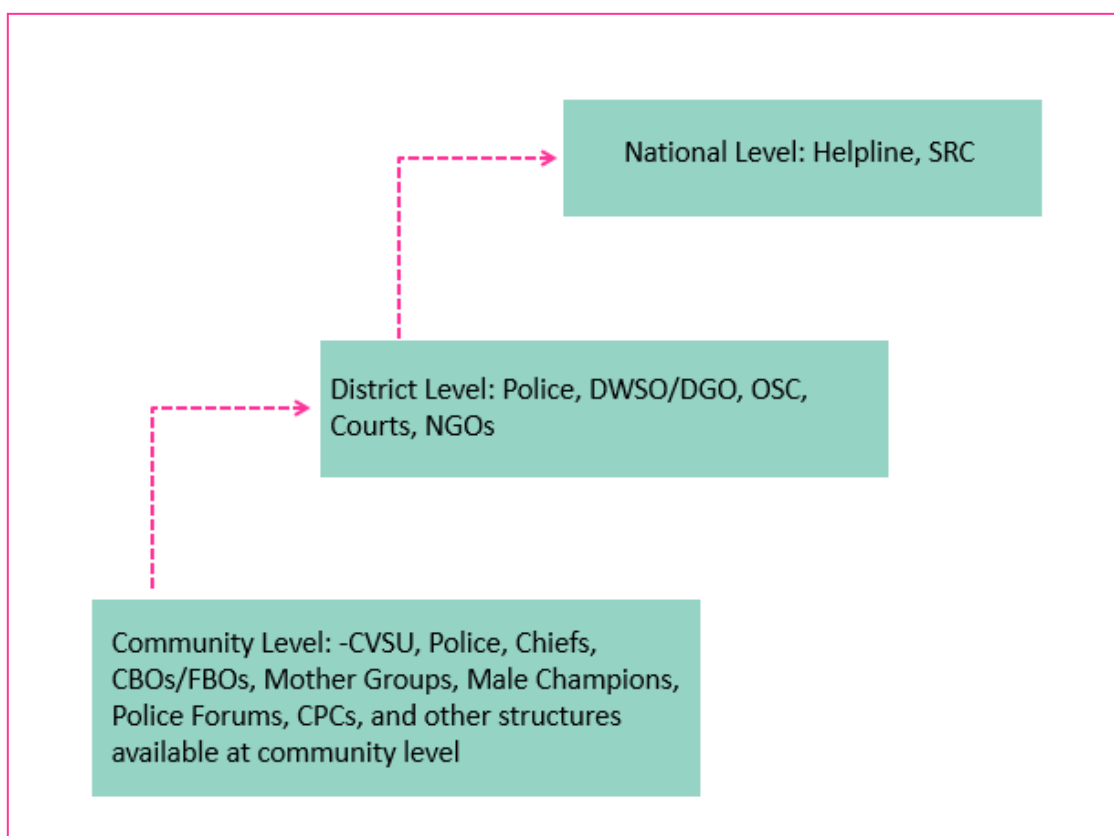 National Level: Helpline, SRC
District Level: Police, DWSO/DGO, OSC,
Courts, NGOs
Community Level: -CVSU, Police, Chiefs,
CBOs/FBOs, Mother Groups, Male Champions,
Police Forums, CPCs, and other structures
available at community level